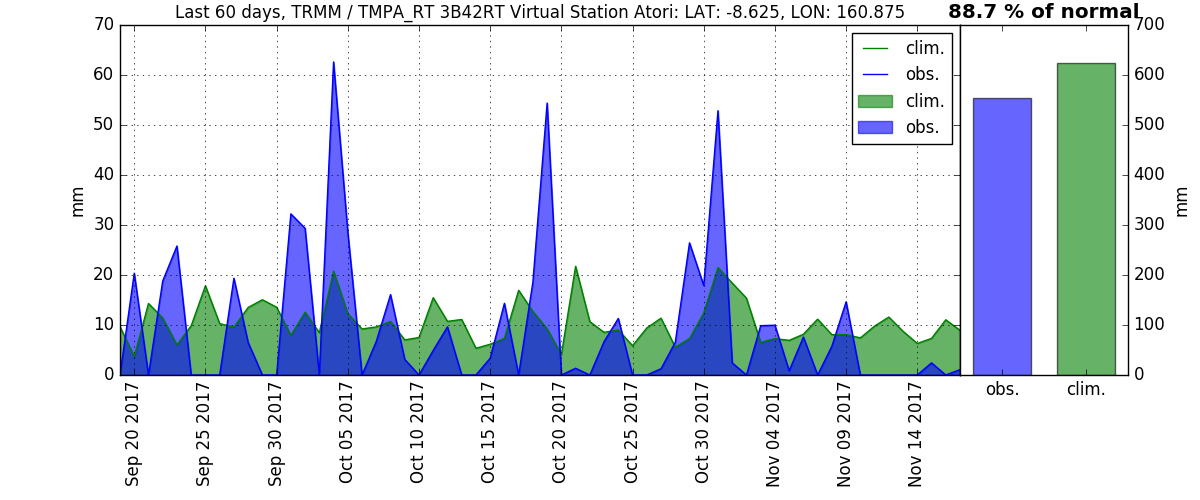 Last 60 days, TRMM / TMPA_RT 3B42RT Virtual Station Atori: LAT: -8.625, LON: 160.875
88.7 % of normal
70
60
50
40
30
20
10
0
mm
clim.
obs.
clim.
obs.
Sep 20 2017
Sep 25 2017
Sep 30 2017
Oct 05 2017
Oct 10 2017
Oct 15 2017
Oct 20 2017
Oct 25 2017
Oct 30 2017
Nov 04 2017
Nov 09 2017
Nov 14 2017
700
600
500
400
300
200
100
0
mm
obs.
clim.